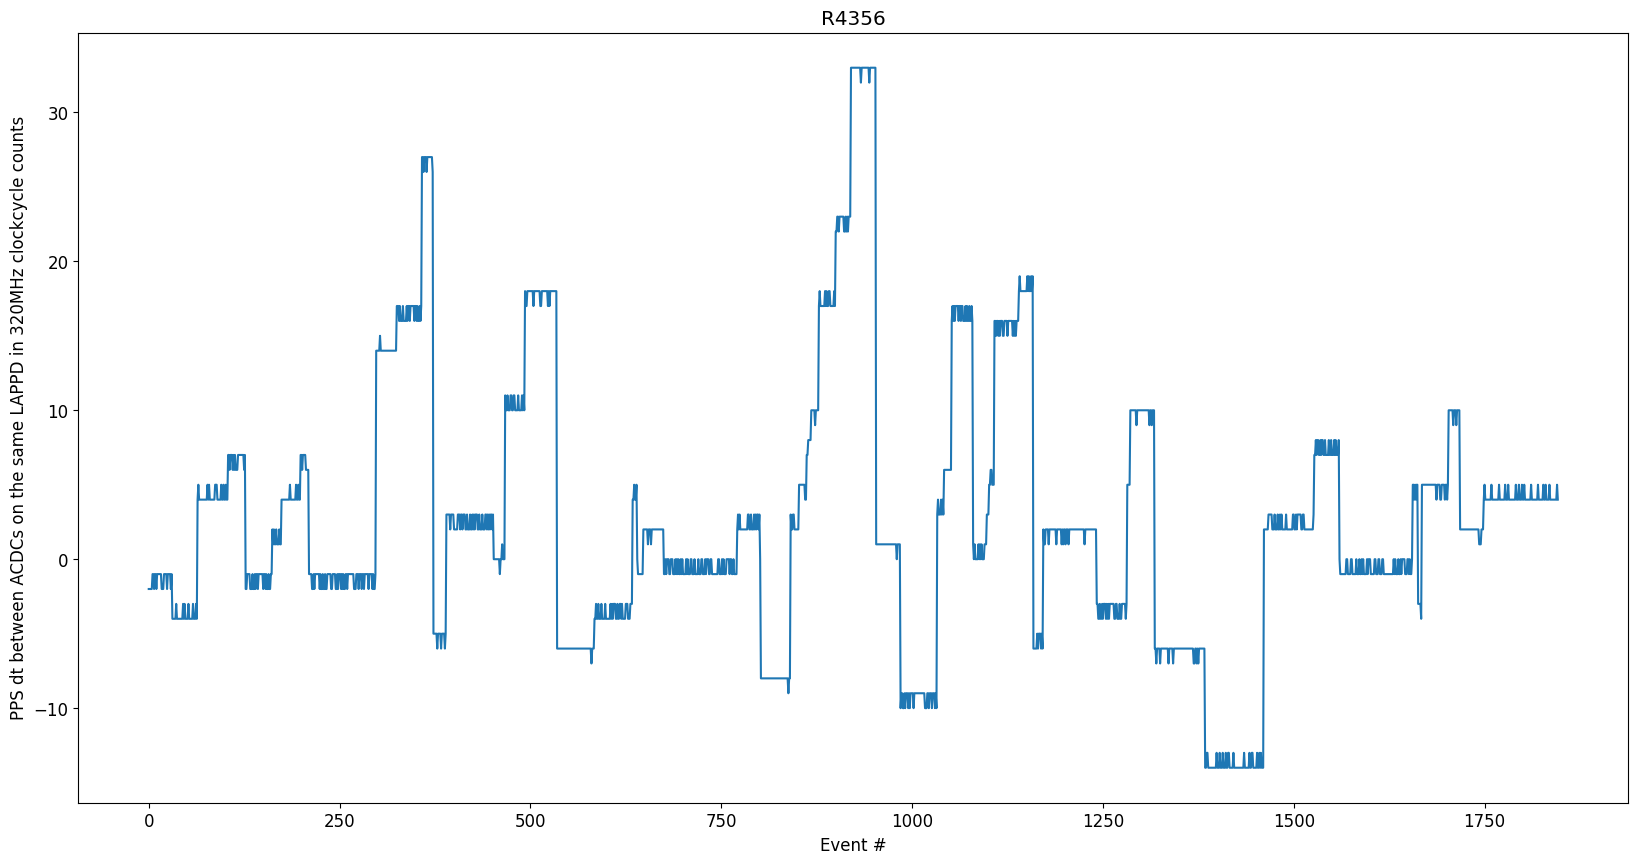 R4356
PPS dt between ACDCs on the same LAPPD in 320MHz clockcycle counts
30
20
10
0
−10
0 250 500 750 1000 1250 1500 1750
Event #